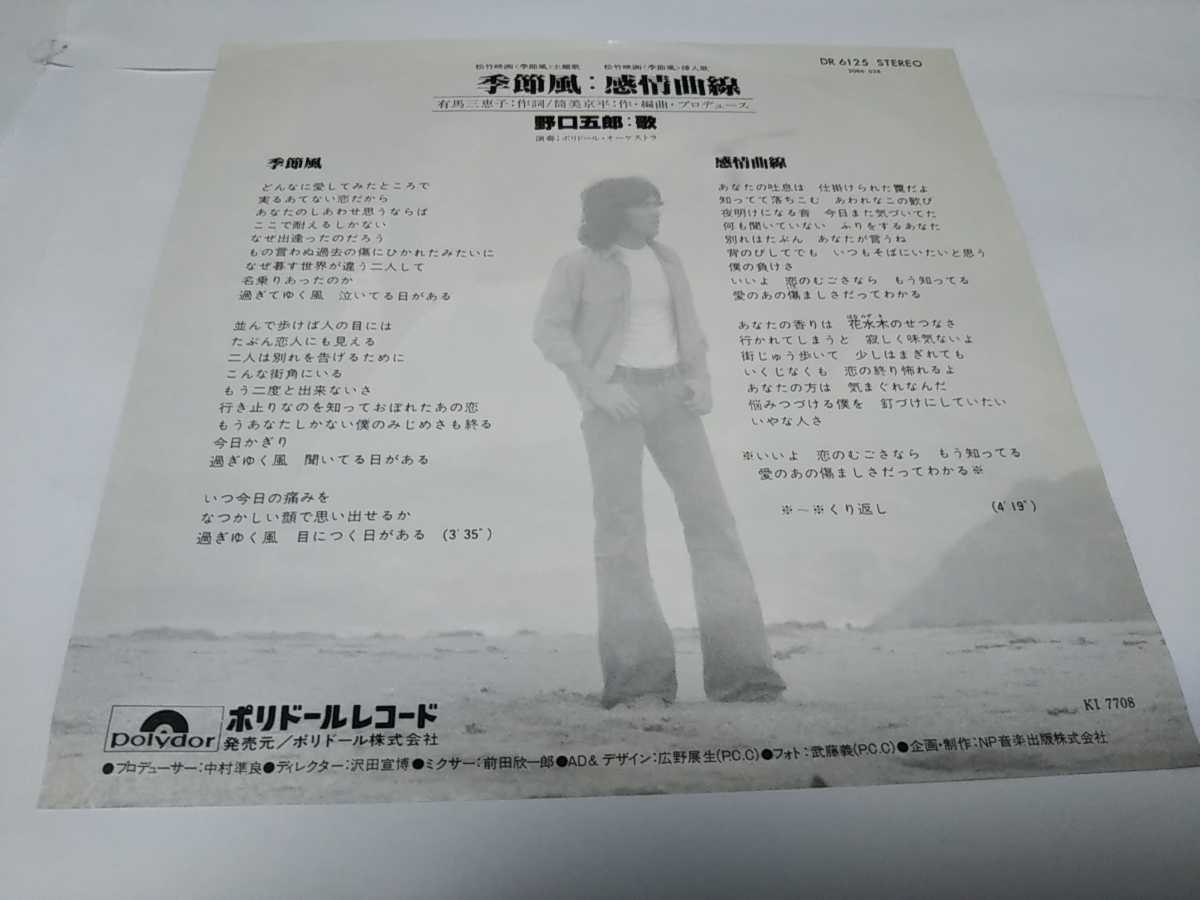 松竹映画〈季節風〉主題歌　松竹映画〈季節風〉挿入歌
DR 6125 STEREO
季節風：感情曲線
有馬三恵子：作詞/筒美京平：作・編曲・プロデュース
野口五郎：歌
演奏：ポリドール・オーケストラ
季節風
どんなに愛してみたところで
実るあてない恋だから
あなたのしあわせ思うならば
ここで耐えるしかない
なぜ出逢ったのだろう
もの言わぬ過去の傷にひかれたみたいに
なぜ暮す世界が違う二人して
名乗りあったのか
過ぎてゆく風　泣いてる日がある
並んで歩けば人の目には
たぶん恋人にも見える
二人は別れを告げるために
こんな街角にいる
もう二度と出来ないさ
行き止りなのを知っておぼれたあの恋
もうあなたしかない僕のみじめさも終る
今日かぎり
過ぎゆく風　聞いてる日がある
いつ今日の痛みを
なつかしい顔で思い出せるか
過ぎゆく風　目につく日がある (3′35″)
感情曲線
あなたの吐息は　仕掛けられた罠だよ
知ってて落ちこむ　あわれなこの歓び
夜明けになる音　今日また気づいてた
何も聞いていない　ふりをするあなた
別れはたぶん　あなたが言うね
背のびしてでも　いつもそばにいたいと思う
僕の負けさ
いいよ　恋のむごさなら　もう知ってる
愛のあの傷ましさだってわかる
あなたの香りは　花水木のせつなさ
行かれてしまうと　寂しく味気ないよ
街じゅう歩いて　少しはまぎれても
いくじなくも　恋の終り怖れるよ
あなたの方は　気まぐれなんだ
悩みつづける僕を　釘づけにしていたい
いやな人さ
※いいよ　恋のむごさなら　もう知ってる
愛のあの傷ましさだってわかる※
※〜※くり返し　(4′19″)
KI 7708
polydor
ポリドールレコード
発売元／ポリドール株式会社
●プロデューサー：中村準良●ディレクター：沢田宣博●ミクサー：前田欣一郎●AD&デザイン：広野展生(P.C.C)●フォト：武藤義(P.C.C)●企画・制作：NP音楽出版株式会社